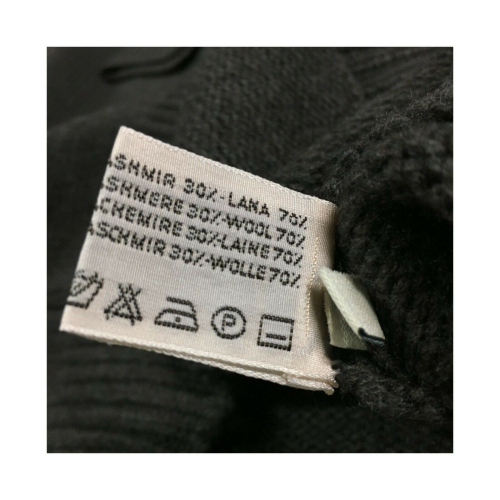 ASHMIR 30%-LANA 70%
ASHMERE 30%-WOOL 70%
ACHEMIRE 30%-LAINE 70%
ASCHMIR 30%-WOLLE 70%
P